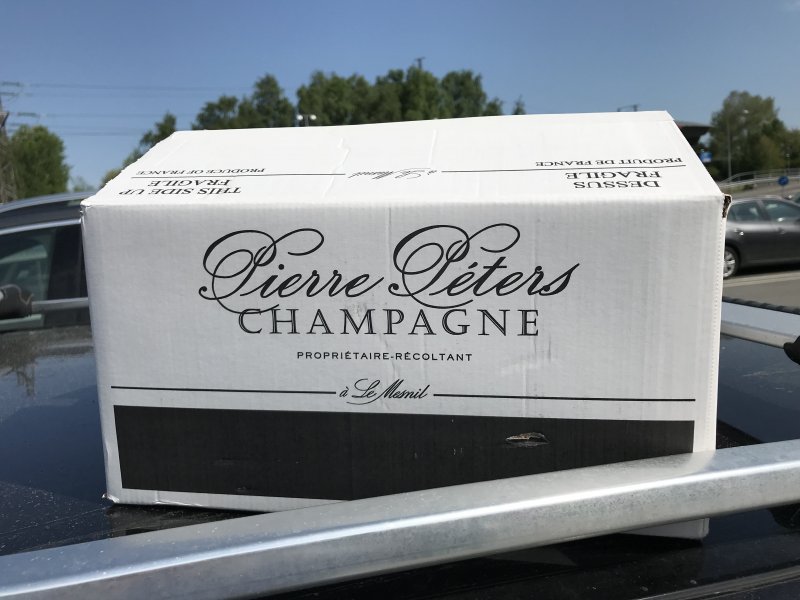 THIS SIDE UP
FRAGILE
PRODUCE OF FRANCE
à Le Mesnil
DESSUS
FRAGILE
PRODUIT DE FRANCE
Pierre Péters
CHAMPAGNE
PROPRIÉTAIRE-RÉCOLTANT
à Le Mesnil